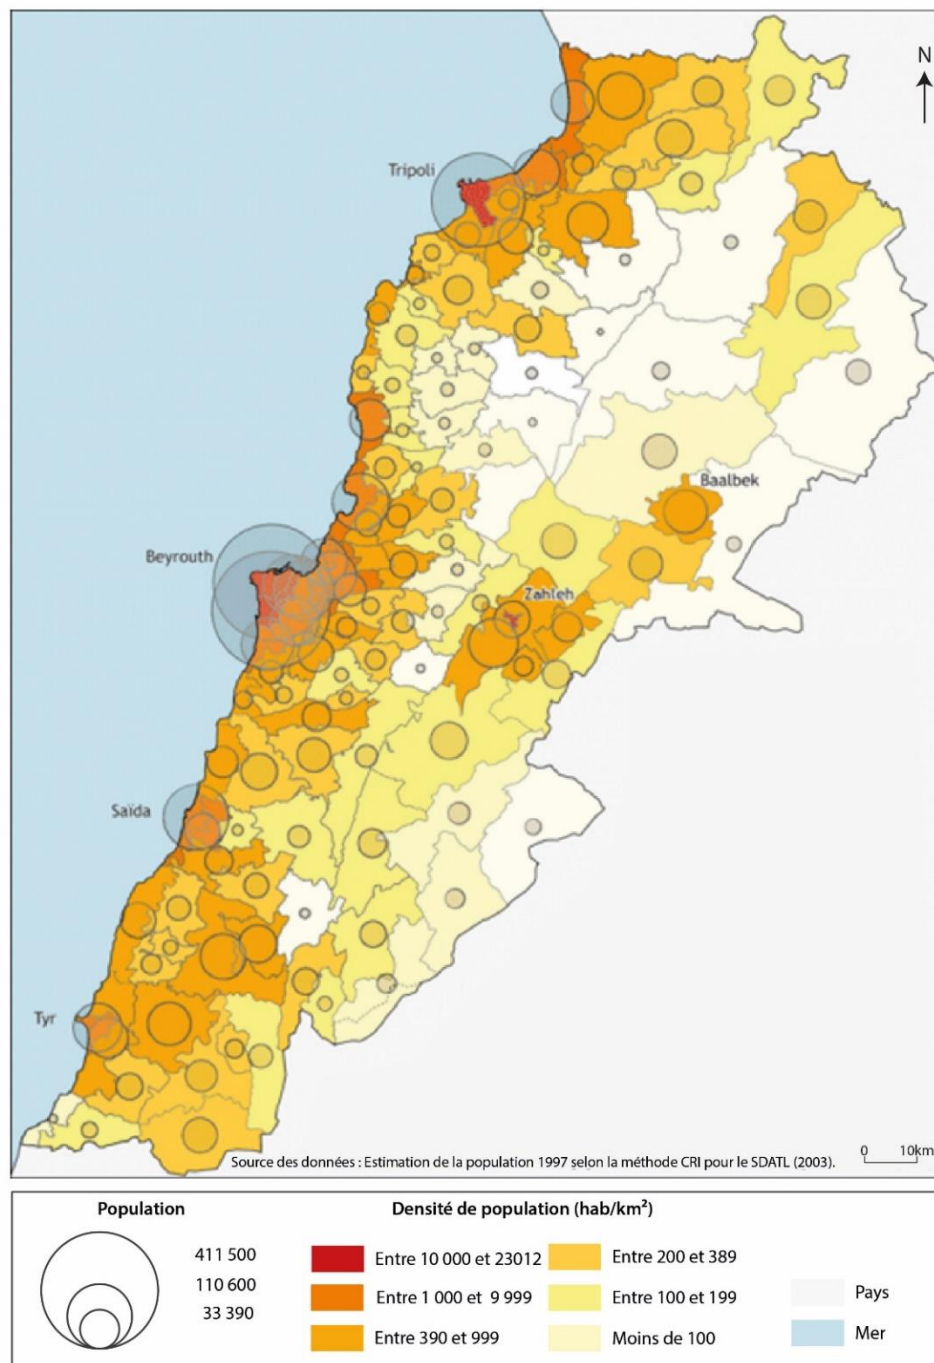 N
Tripoli
Baalbek
Beyrouth
Zahleh
Saïda
Tyr
Source des données : Estimation de la population 1997 selon la méthode CRI pour le SDATL (2003).
0 10km
Population
Densité de population (hab/km²)
411 500
110 600
33 390
Entre 10 000 et 23012
Entre 1 000 et 9 999
Entre 390 et 999
Entre 200 et 389
Entre 100 et 199
Moins de 100
Pays
Mer